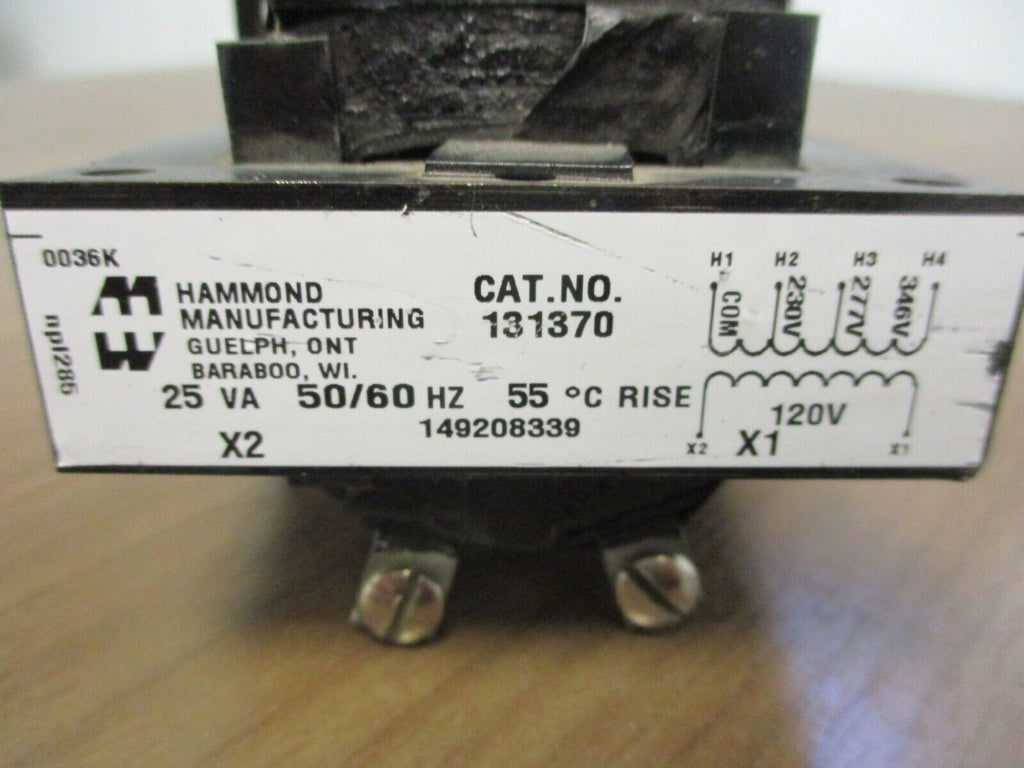 0036K
HAMMOND
MANUFACTURING
GUELPH, ONT
BARABOO, WI.
CAT.NO.
131370
25 VA 50/60 HZ 55 °C RISE
149208339
X2 X1
npl286
H1 H2 H3 H4
COM 230V 277V 346V
120V
X2 X1